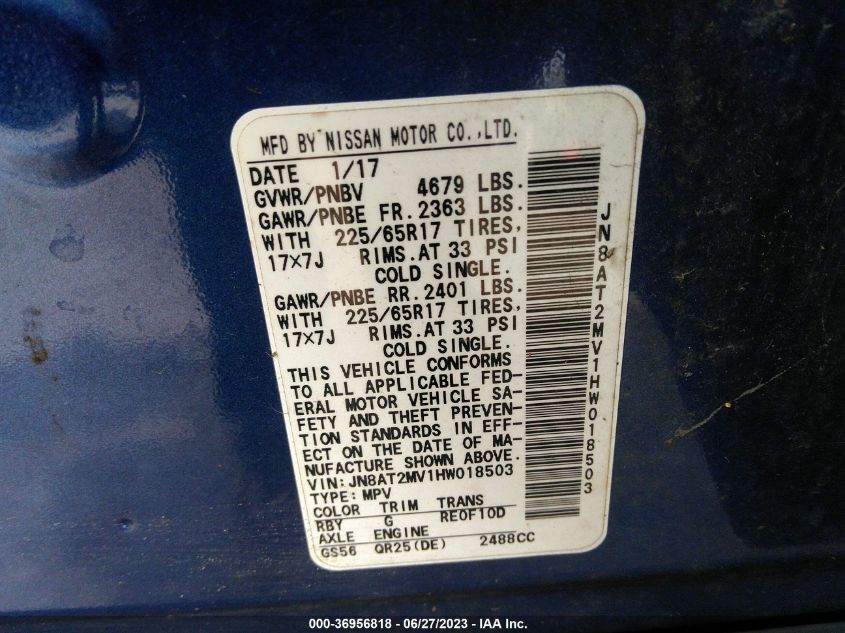 MFD BY NISSAN MOTOR CO.,LTD.
DATE 1/17
GVWR/PNBV 4679 LBS.
GAWR/PNBE FR. 2363 LBS.
WITH 225/65R17 TIRES,
17×7J RIMS.AT 33 PSI
COLD SINGLE.
GAWR/PNBE RR. 2401 LBS.
WITH 225/65R17 TIRES,
17×7J RIMS.AT 33 PSI
COLD SINGLE.
THIS VEHICLE CONFORMS
TO ALL APPLICABLE FED-
ERAL MOTOR VEHICLE SA-
FETY AND THEFT PREVEN-
TION STANDARDS IN EFF-
ECT ON THE DATE OF MA-
NUFACTURE SHOWN ABOVE.
VIN:JN8AT2MV1HW018503
TYPE:MPV
COLOR TRIM TRANS
RBY G RE0F10D
AXLE ENGINE
GS56 QR25(DE) 2488CC
JN8AT2MV1HW018503
000-36956818 - 06/27/2023 - IAA Inc.